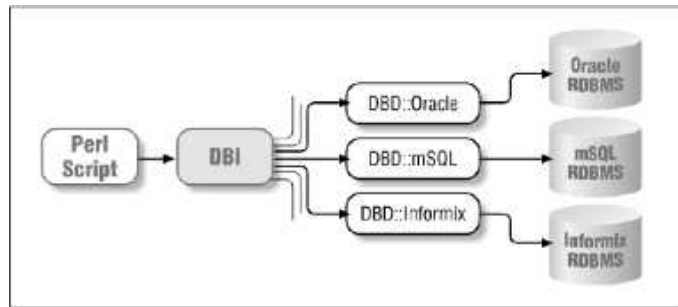 Perl
Script
DBI
DBD::Oracle
DBD::mSQL
DBD::Informix
Oracle
RDBMS
mSQL
RDBMS
Informix
RDBMS